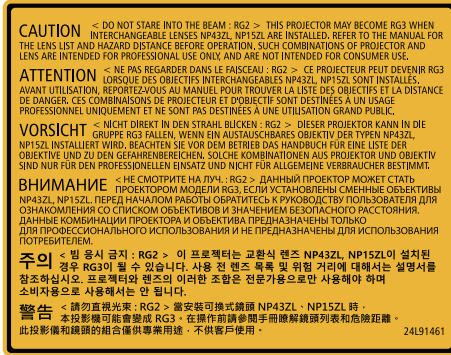 CAUTION < DO NOT STARE INTO THE BEAM : RG2 > THIS PROJECTOR MAY BECOME RG3 WHEN
INTERCHANGEABLE LENSES NP43ZL, NP15ZL ARE INSTALLED. REFER TO THE MANUAL FOR
THE LENS LIST AND HAZARD DISTANCE BEFORE OPERATION, SUCH COMBINATIONS OF PROJECTOR AND
LENS ARE INTENDED FOR PROFESSIONAL USE ONLY, AND ARE NOT INTENDED FOR CONSUMER USE.
ATTENTION < NE PAS REGARDER DANS LE FAISCEAU : RG2 > CE PROJECTEUR PEUT DEVENIR RG3
LORSQUE DES OBJECTIFS INTERCHANGEABLES NP43ZL, NP15ZL SONT INSTALLÉS.
AVANT UTILISATION, REPORTEZ-VOUS AU MANUEL POUR TROUVER LA LISTE DES OBJECTIFS ET LA DISTANCE
DE DANGER. CES COMBINAISONS DE PROJECTEUR ET D'OBJECTIF SONT DESTINÉES À UN USAGE
PROFESSIONNEL UNIQUEMENT ET NE SONT PAS DESTINÉES À UNE UTILISATION GRAND PUBLIC.
VORSICHT < NICHT DIREKT IN DEN STRAHL BLICKEN : RG2 > DIESER PROJEKTOR KANN IN DIE
GRUPPE RG3 FALLEN, WENN EIN AUSTAUSCHBARES OBJEKTIV DER TYPEN NP43ZL,
NP15ZL INSTALLIERT WIRD. BEACHTEN SIE VOR DEM BETRIEB DAS HANDBUCH FÜR EINE LISTE DER
OBJEKTIVE UND ZU DEN GEFAHRENBEREICHEN. SOLCHE KOMBINATIONEN AUS PROJEKTOR UND OBJEKTIV
SIND NUR FÜR DEN PROFESSIONELLEN EINSATZ UND NICHT FÜR ALLGEMEINE VERBRAUCHER BESTIMMT.
ВНИМАНИЕ < НЕ СМОТРИТЕ НА ЛУЧ. : RG2 > ДАННЫЙ ПРОЕКТОР МОЖЕТ СТАТЬ
ПРОЕКТОРОМ МОДЕЛИ RG3, ЕСЛИ УСТАНОВЛЕНЫ СМЕННЫЕ ОБЪЕКТИВЫ
NP43ZL, NP15ZL. ПЕРЕД НАЧАЛОМ РАБОТЫ ОБРАТИТЕСЬ К РУКОВОДСТВУ ПОЛЬЗОВАТЕЛЯ ДЛЯ
ОЗНАКОМЛЕНИЯ СО СПИСКОМ ОБЪЕКТИВОВ И ЗНАЧЕНИЕМ БЕЗОПАСНОГО РАССТОЯНИЯ.
ДАННЫЕ КОМБИНАЦИИ ПРОЕКТОРА И ОБЪЕКТИВА ПРЕДНАЗНАЧЕНЫ ТОЛЬКО
ДЛЯ ПРОФЕССИОНАЛЬНОГО ИСПОЛЬЗОВАНИЯ И НЕ ПРЕДНАЗНАЧЕНЫ ДЛЯ ИСПОЛЬЗОВАНИЯ
ПОТРЕБИТЕЛЕМ.
주의 < 빔 응시 금지 : RG2 > 이 프로젝터는 교환식 렌즈 NP43ZL, NP15ZL이 설치된
경우 RG3이 될 수 있습니다. 사용 전 렌즈 목록 및 위험 거리에 대해서는 설명서를
참조하십시오. 프로젝터와 렌즈의 이러한 조합은 전문가용으로만 사용해야 하며
소비자용으로 사용해서는 안 됩니다.
警告 < 請勿直視光束 : RG2 > 當安裝可換式鏡頭 NP43ZL、NP15ZL 時，
本投影機可能會變成 RG3。在操作前請參閱手冊瞭解鏡頭列表和危險距離。
此投影儀和鏡頭的組合僅供專業用途，不供客戶使用。 24L91461